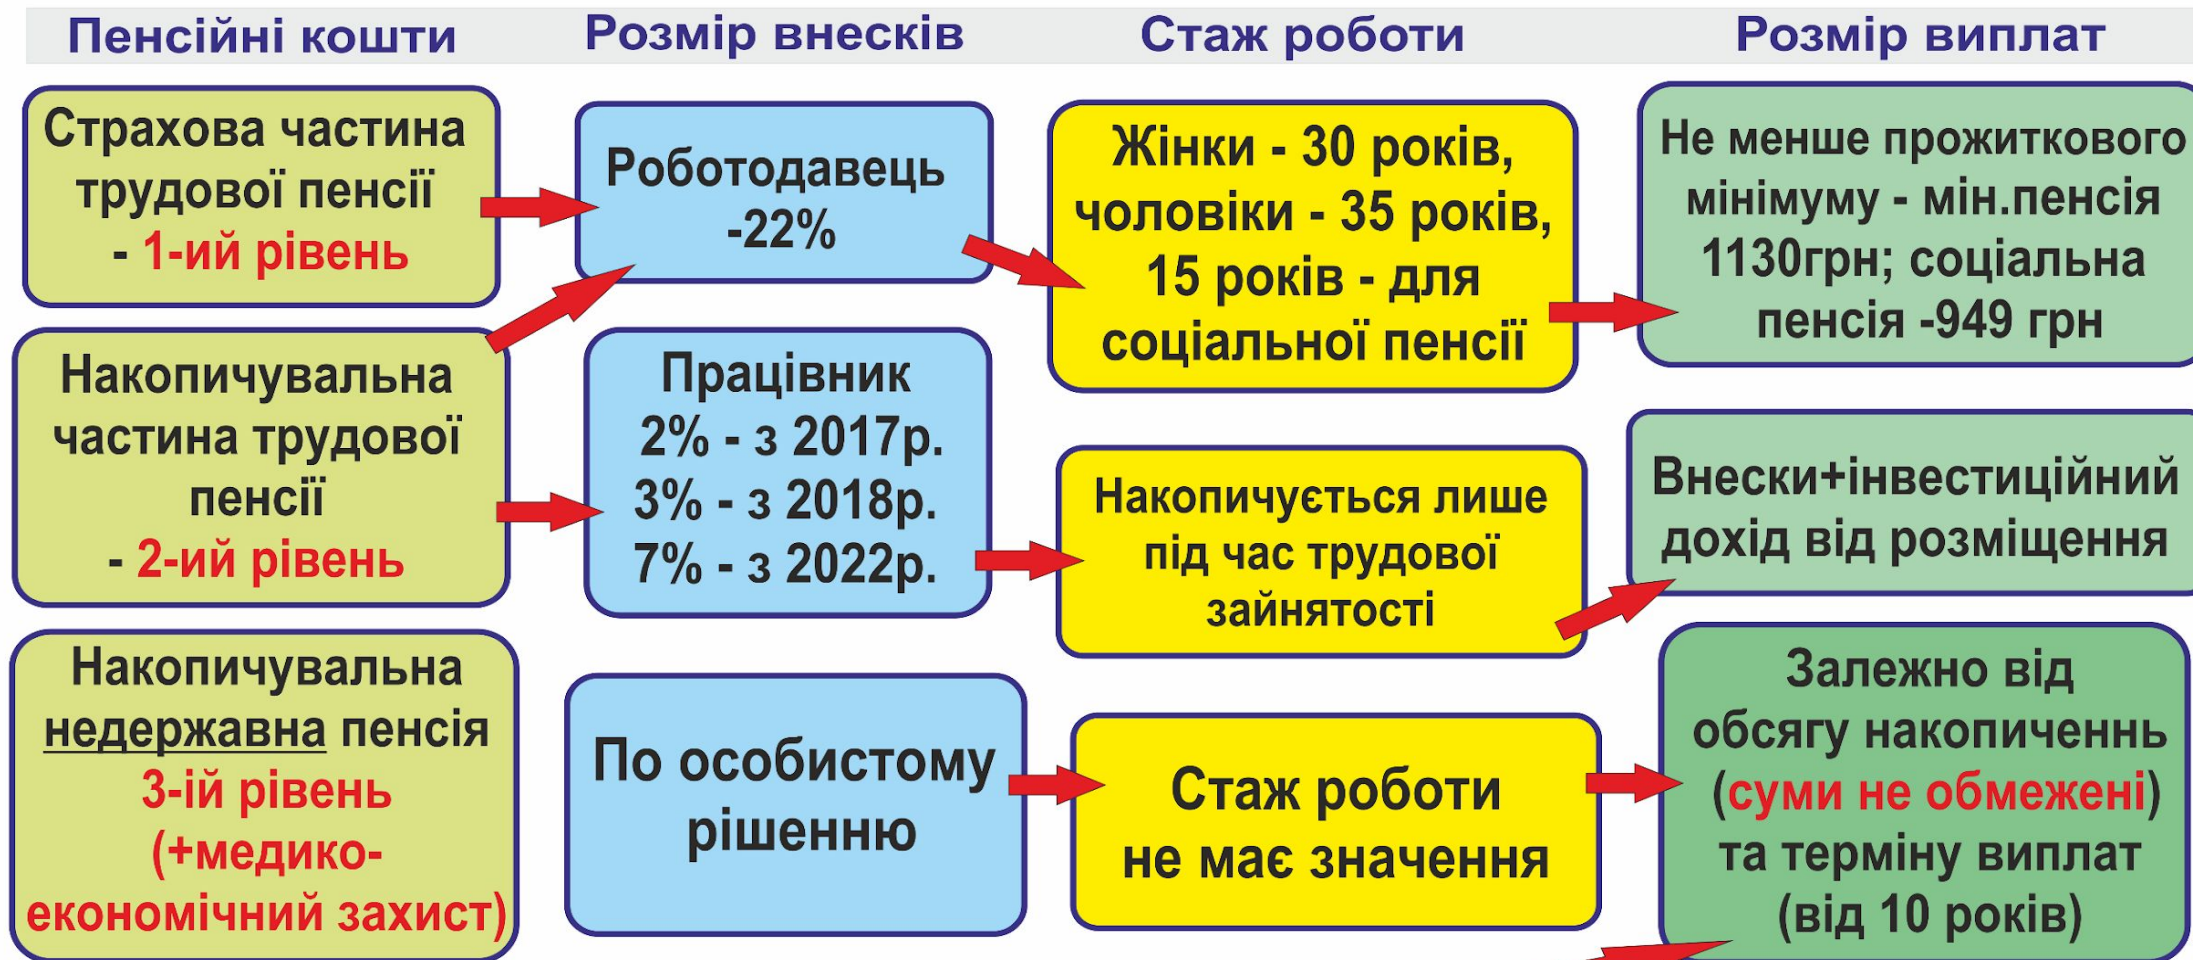 Пенсійні кошти
Розмір внесків
Стаж роботи
Розмір виплат
Страхова частина
трудової пенсії
- 1-ий рівень
Роботодавець
-22%
Жінки - 30 років,
чоловіки - 35 років,
15 років - для
соціальної пенсії
Не менше прожиткового
мінімуму - мін.пенсія
1130грн; соціальна
пенсія -949 грн
Накопичувальна
частина трудової
пенсії
- 2-ий рівень
Працівник
2% - з 2017р.
3% - з 2018р.
7% - з 2022р.
Накопичується лише
під час трудової
зайнятості
Внески+інвестиційний
дохід від розміщення
Накопичувальна
недержавна пенсія
3-ій рівень
(+медико-
економічний захист)
По особистому
рішенню
Стаж роботи
не має значення
Залежно від
обсягу накопиченнь
(суми не обмежені)
та терміну виплат
(від 10 років)